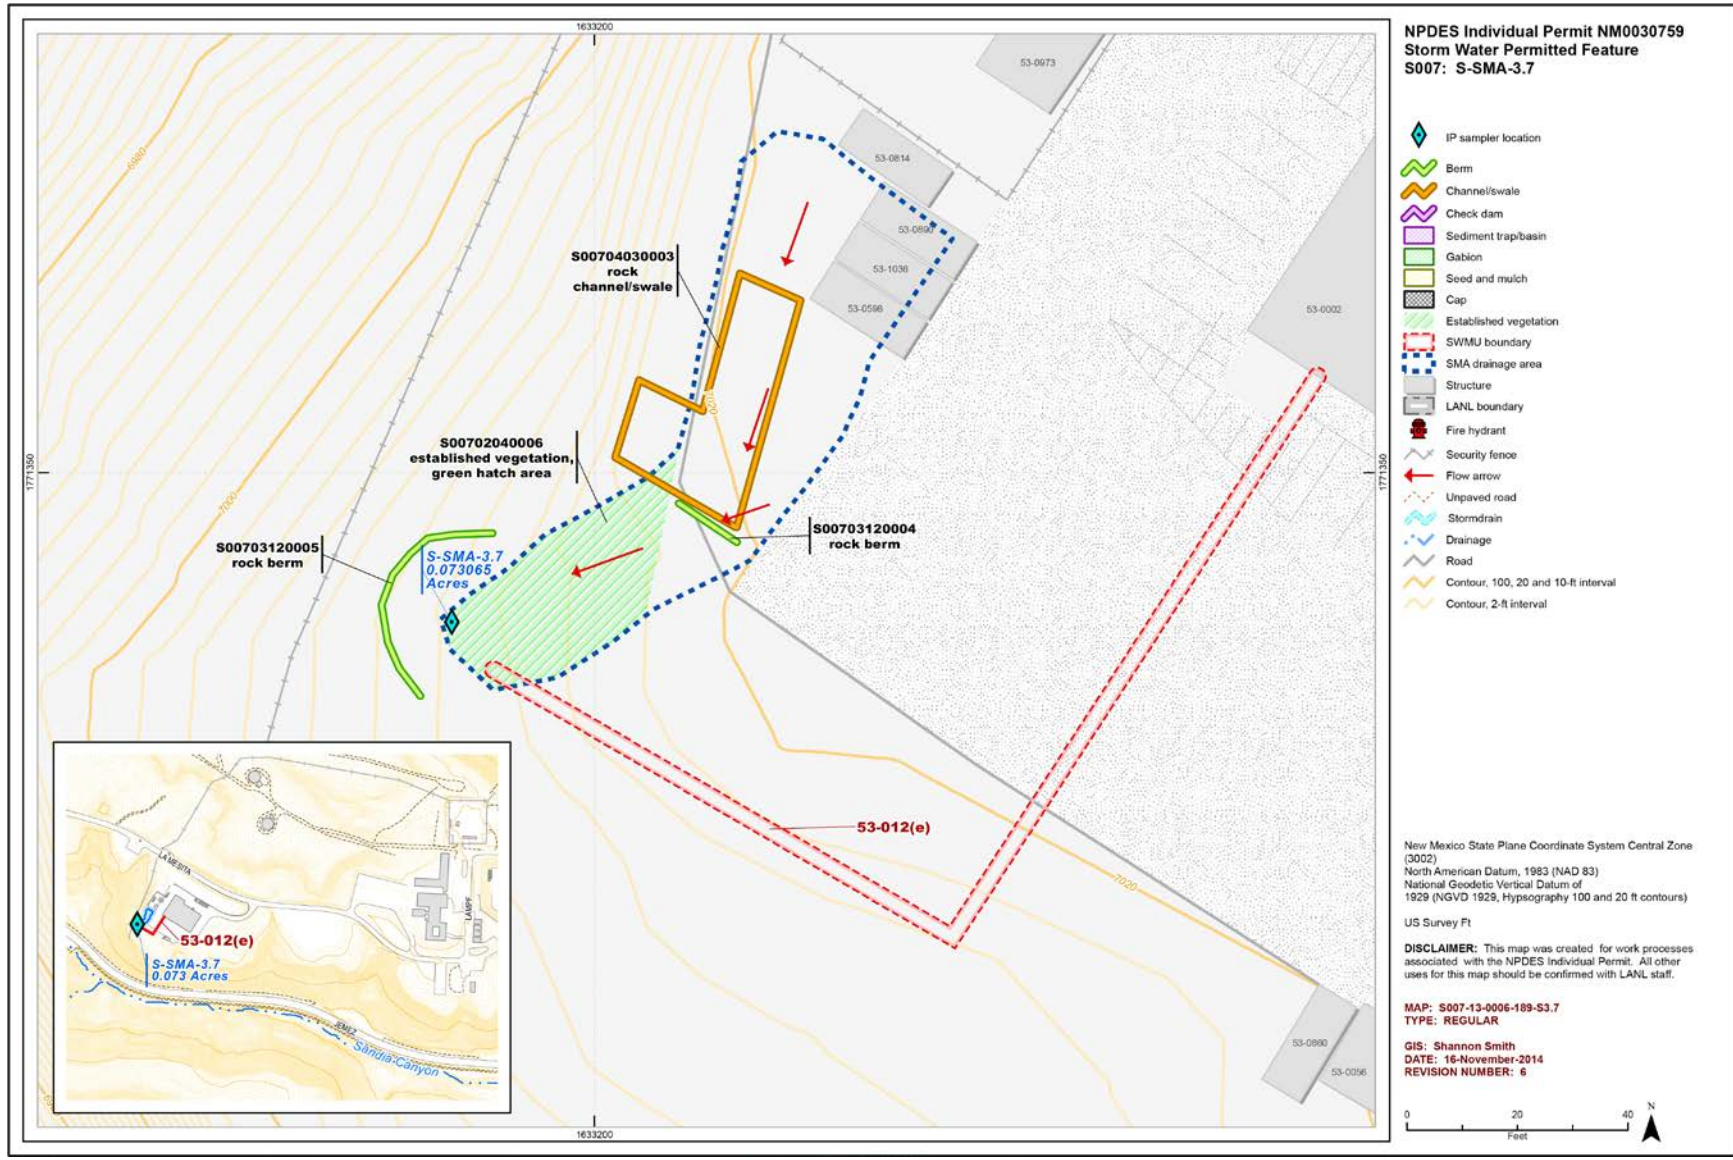 NPDES Individual Permit NM0030759
Storm Water Permitted Feature
S007: S-SMA-3.7
IP sampler location
Berm
Channel/swale
Check dam
Sediment trap/basin
Gabion
Seed and mulch
Cap
Established vegetation
SWMU boundary
SMA drainage area
Structure
LANL boundary
Fire hydrant
Security fence
Flow arrow
Unpaved road
Stormdrain
Drainage
Road
Contour, 100, 20 and 10-ft interval
Contour, 2-ft interval
New Mexico State Plane Coordinate System Central Zone
(3002)
North American Datum, 1983 (NAD 83)
National Geodetic Vertical Datum of
1929 (NGVD 1929, Hypsography 100 and 20 ft contours)
US Survey Ft
DISCLAIMER: This map was created for work processes
associated with the NPDES Individual Permit. All other
uses for this map should be confirmed with LANL staff.
MAP: S007-13-0006-189-S3.7
TYPE: REGULAR
GIS: Shannon Smith
DATE: 16-November-2014
REVISION NUMBER: 6
0 20 40
Feet
N
1633200
53-0973
6980
53-0814
53-0890
53-1036
53-0598
53-0002
S00704030003
rock
channel/swale
7020
S00702040006
established vegetation,
green hatch area
1771350
1771350
7000
S00703120004
rock berm
S00703120005
rock berm
S-SMA-3.7
0.073065
Acres
53-012(e)
7020
53-0860
53-0056
1633200
LA MESITA
LAMPF
53-012(e)
S-SMA-3.7
0.073 Acres
JEMEZ
Sandia Canyon